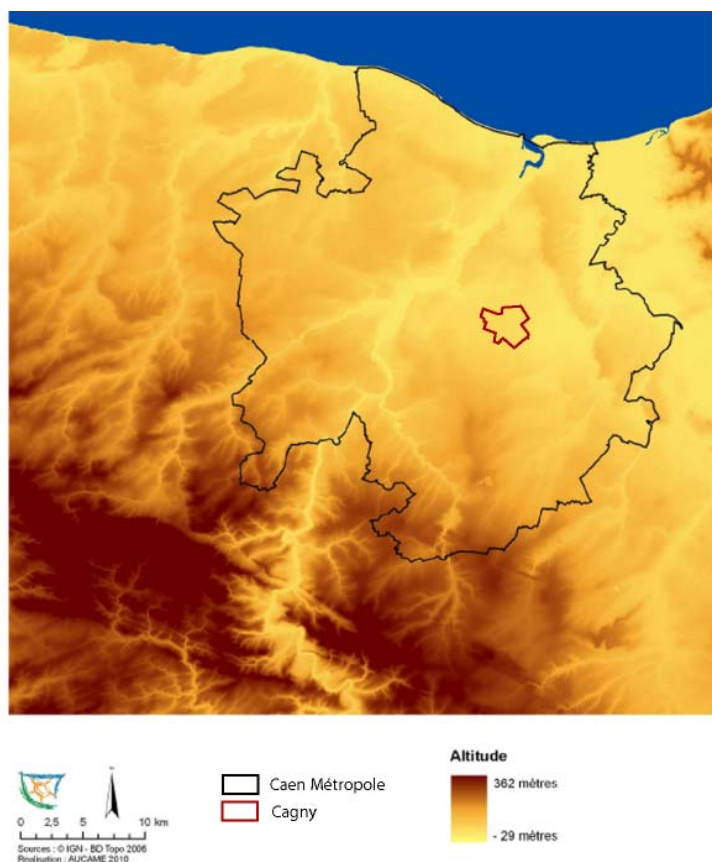 Altitude
362 mètres
- 29 mètres
Caen Métropole
Cagny
0 2,5 5 10 km
Sources : © IGN - BD Topo 2006
Réalisation : AUCAME 2010